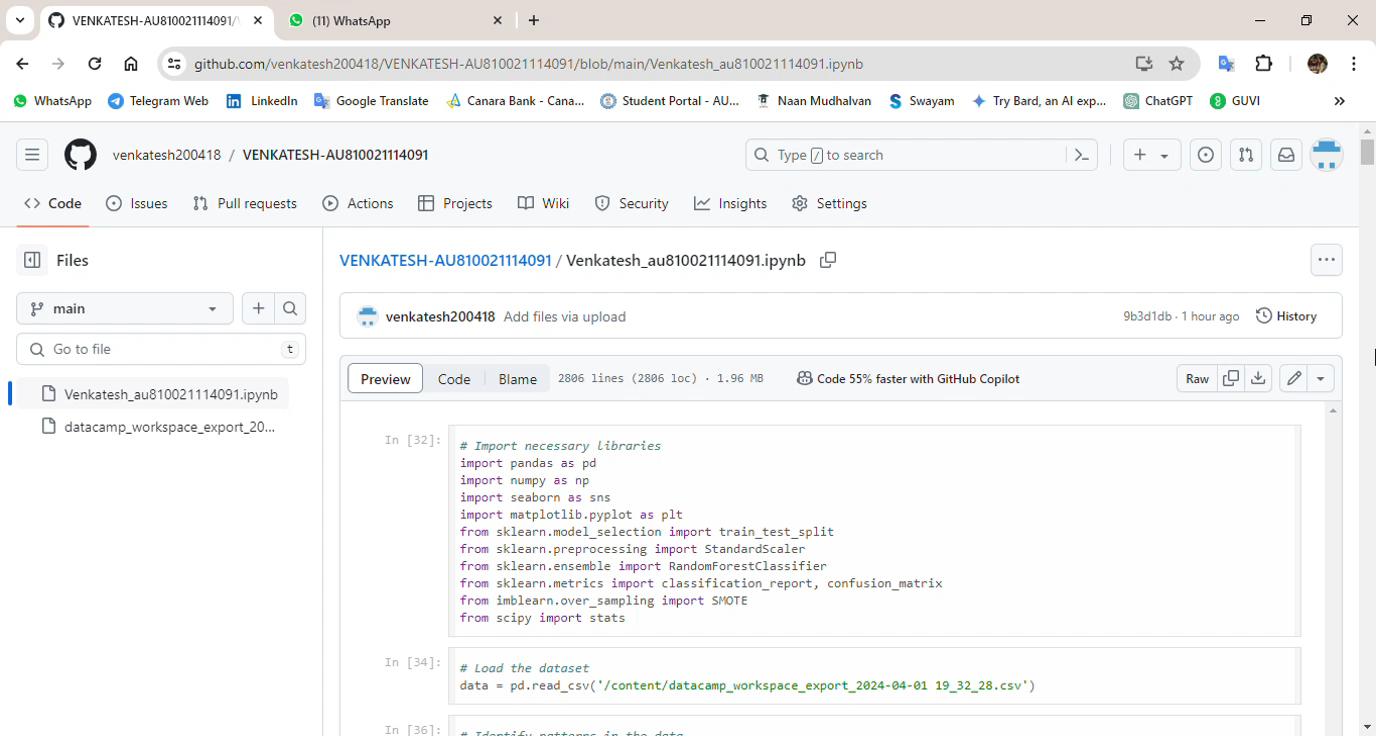 VENKATESH-AU810021114091/V
(11) WhatsApp
github.com/venkatesh200418/VENKATESH-AU810021114091/blob/main/Venkatesh_au810021114091.ipynb
WhatsApp Telegram Web LinkedIn Google Translate Canara Bank - Cana... Student Portal - AU... Naan Mudhalvan Swayam Try Bard, an AI exp... ChatGPT GUVI »
venkatesh200418 / VENKATESH-AU810021114091
Type / to search
<> Code Issues Pull requests Actions Projects Wiki Security Insights Settings
Files
VENKATESH-AU810021114091 / Venkatesh_au810021114091.ipynb
main
venkatesh200418 Add files via upload
9b3d1db · 1 hour ago History
Go to file t
Preview Code Blame 2806 lines (2806 loc) · 1.96 MB Code 55% faster with GitHub Copilot Raw
Venkatesh_au810021114091.ipynb
datacamp_workspace_export_20...
In [32]:
# Import necessary libraries
import pandas as pd
import numpy as np
import seaborn as sns
import matplotlib.pyplot as plt
from sklearn.model_selection import train_test_split
from sklearn.preprocessing import StandardScaler
from sklearn.ensemble import RandomForestClassifier
from sklearn.metrics import classification_report, confusion_matrix
from imblearn.over_sampling import SMOTE
from scipy import stats
In [34]:
# Load the dataset
data = pd.read_csv('/content/datacamp_workspace_export_2024-04-01 19_32_28.csv')
In [36]:
# Identify patterns in the data